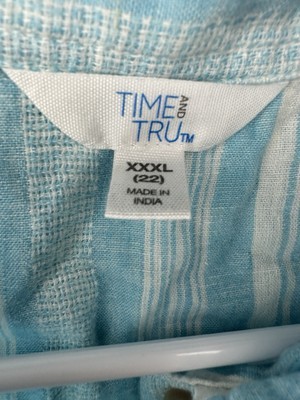 TIME AND
TRU TM
XXXL
(22)
MADE IN
INDIA